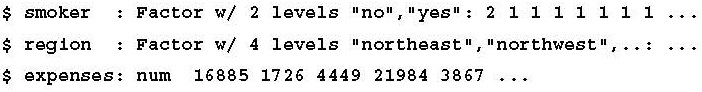 $ smoker  : Factor w/ 2 levels "no","yes": 2 1 1 1 1 1 1 1 ...
$ region  : Factor w/ 4 levels "northeast","northwest",..: ...
$ expenses: num  16885 1726 4449 21984 3867 ...